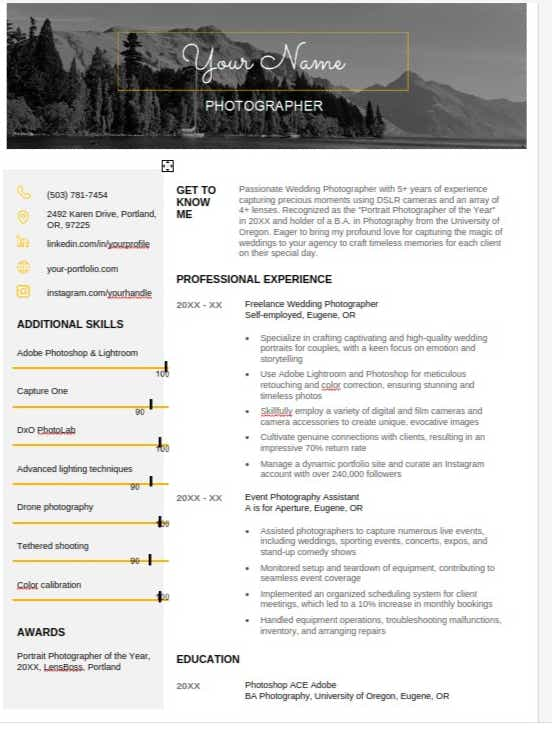 Your Name
PHOTOGRAPHER
(503) 781-7454
2492 Karen Drive, Portland,
OR, 97225
linkedin.com/in/yourprofile
your-portfolio.com
instagram.com/yourhandle
ADDITIONAL SKILLS
Adobe Photoshop & Lightroom
100
Capture One
90
DxO PhotoLab
100
Advanced lighting techniques
90
Drone photography
100
Tethered shooting
90
Color calibration
100
AWARDS
Portrait Photographer of the Year,
20XX, LensBoss, Portland
GET TO
KNOW
ME
Passionate Wedding Photographer with 5+ years of experience
capturing precious moments using DSLR cameras and an array of
4+ lenses. Recognized as the "Portrait Photographer of the Year"
in 20XX and holder of a B.A. in Photography from the University of
Oregon. Eager to bring my profound love for capturing the magic of
weddings to your agency to craft timeless memories for each client
on their special day.
PROFESSIONAL EXPERIENCE
20XX - XX
Freelance Wedding Photographer
Self-employed, Eugene, OR
• Specialize in crafting captivating and high-quality wedding
portraits for couples, with a keen focus on emotion and
storytelling
• Use Adobe Lightroom and Photoshop for meticulous
retouching and color correction, ensuring stunning and
timeless photos
• Skillfully employ a variety of digital and film cameras and
camera accessories to create unique, evocative images
• Cultivate genuine connections with clients, resulting in an
impressive 70% return rate
• Manage a dynamic portfolio site and curate an Instagram
account with over 240,000 followers
20XX - XX
Event Photography Assistant
A is for Aperture, Eugene, OR
• Assisted photographers to capture numerous live events,
including weddings, sporting events, concerts, expos, and
stand-up comedy shows
• Monitored setup and teardown of equipment, contributing to
seamless event coverage
• Implemented an organized scheduling system for client
meetings, which led to a 10% increase in monthly bookings
• Handled equipment operations, troubleshooting malfunctions,
inventory, and arranging repairs
EDUCATION
20XX
Photoshop ACE Adobe
BA Photography, University of Oregon, Eugene, OR